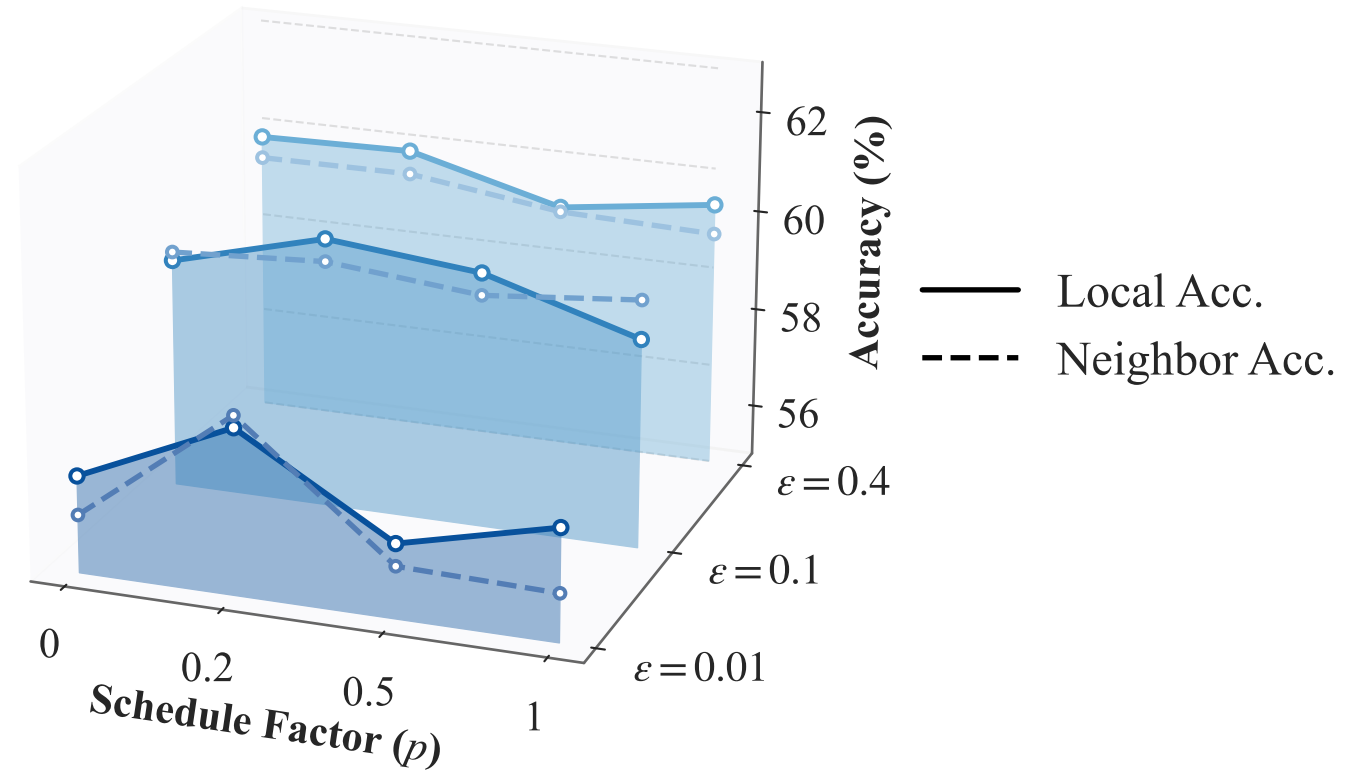 62
60
58
56
Accuracy (%)
Local Acc.
Neighbor Acc.
ε = 0.4
ε = 0.1
ε = 0.01
0
0.2
0.5
1
Schedule Factor (p)